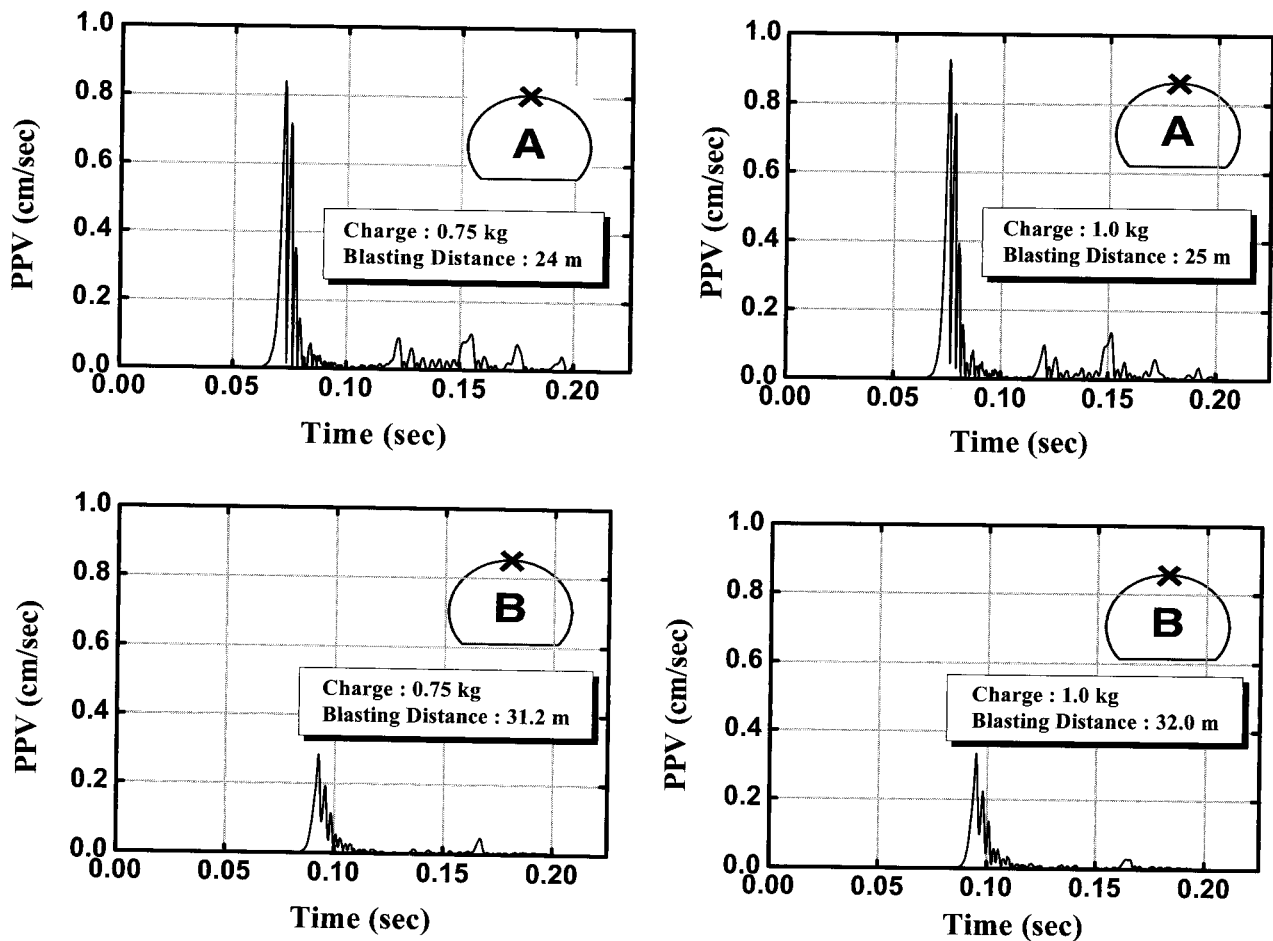 1.0
0.8
0.6
0.4
0.2
0.0
PPV (cm/sec)
A
Charge : 0.75 kg
Blasting Distance : 24 m
0.00 0.05 0.10 0.15 0.20
Time (sec)
1.0
0.8
0.6
0.4
0.2
0.0
PPV (cm/sec)
A
Charge : 1.0 kg
Blasting Distance : 25 m
0.00 0.05 0.10 0.15 0.20
Time (sec)
1.0
0.8
0.6
0.4
0.2
0.0
PPV (cm/sec)
B
Charge : 0.75 kg
Blasting Distance : 31.2 m
0.00 0.05 0.10 0.15 0.20
Time (sec)
1.0
0.8
0.6
0.4
0.2
0.0
PPV (cm/sec)
B
Charge : 1.0 kg
Blasting Distance : 32.0 m
0.00 0.05 0.10 0.15 0.20
Time (sec)